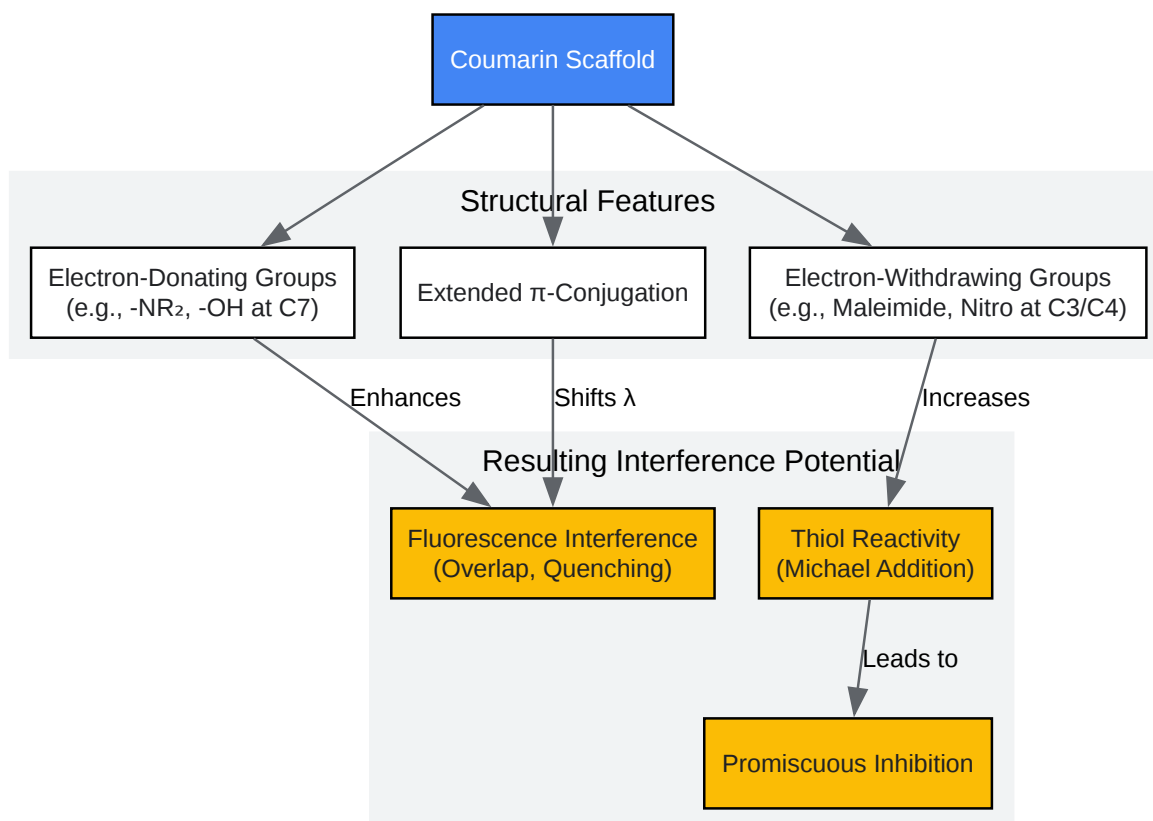 Coumarin Scaffold
Structural Features
Electron-Donating Groups
(e.g., -NR₂, -OH at C7)
Extended π-Conjugation
Electron-Withdrawing Groups
(e.g., Maleimide, Nitro at C3/C4)
Enhances
Shifts λ
Increases
Resulting Interference Potential
Fluorescence Interference
(Overlap, Quenching)
Thiol Reactivity
(Michael Addition)
Leads to
Promiscuous Inhibition